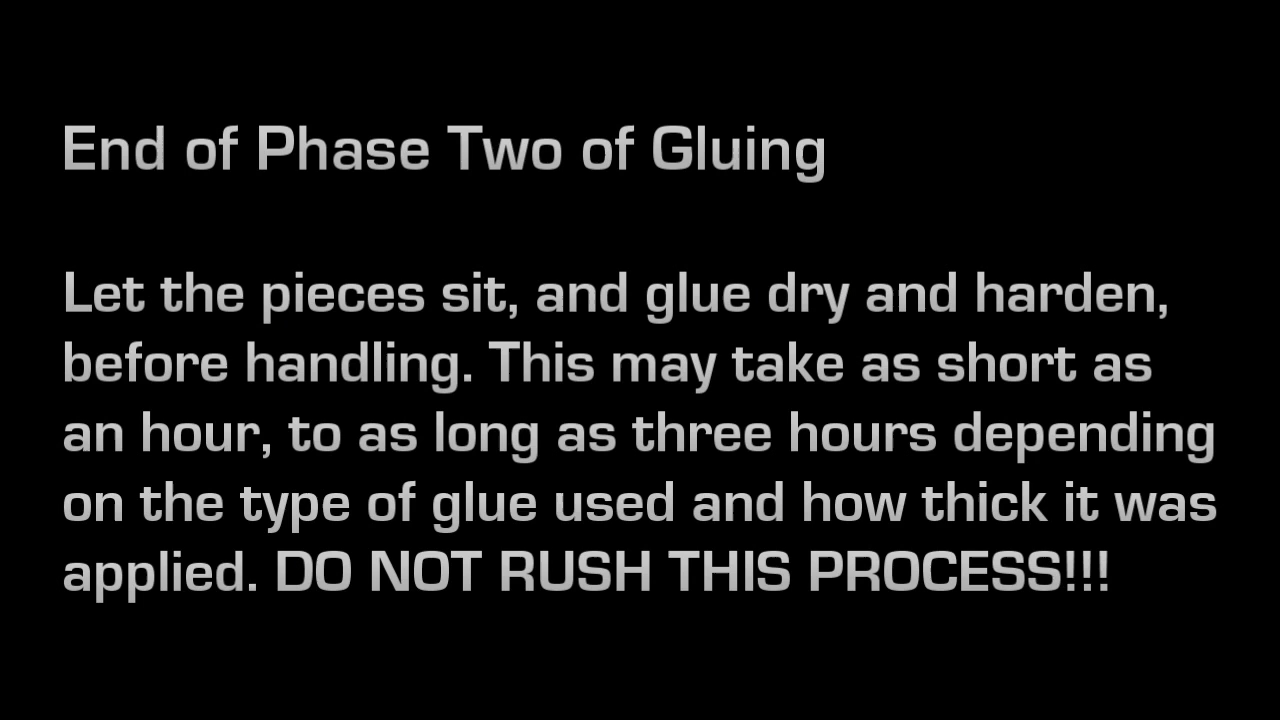 End of Phase Two of Gluing
Let the pieces sit, and glue dry and harden,
before handling. This may take as short as
an hour, to as long as three hours depending
on the type of glue used and how thick it was
applied. DO NOT RUSH THIS PROCESS!!!